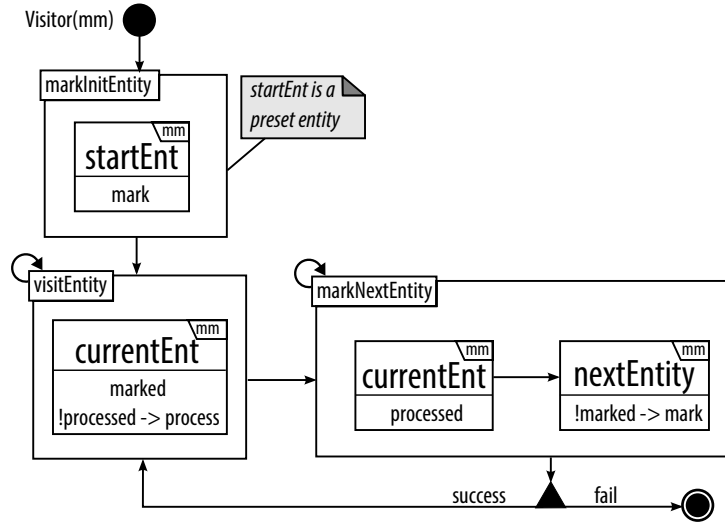 Visitor(mm)
markInitEntity
startEnt is a
preset entity
mm
startEnt
mark
visitEntity
mm
currentEnt
marked
!processed -> process
markNextEntity
mm
currentEnt
processed
mm
nextEntity
!marked -> mark
success
fail